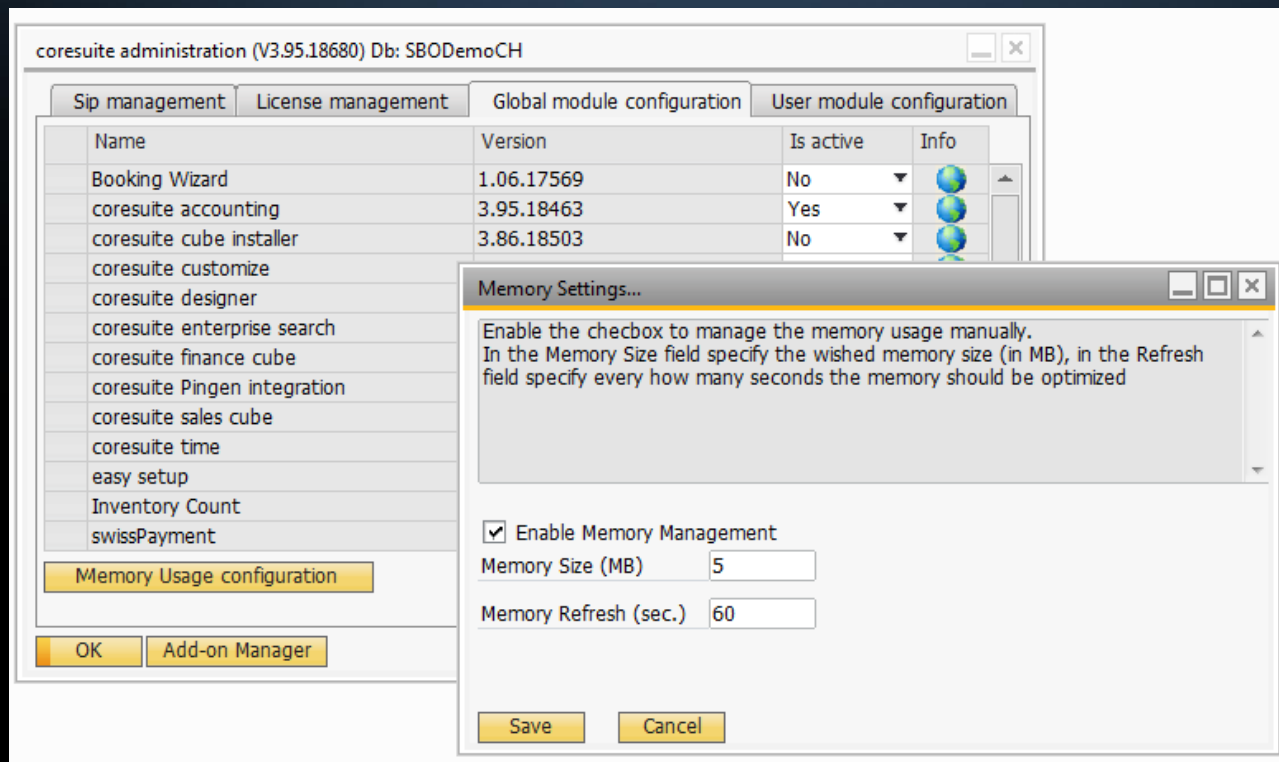 coresuite administration (V3.95.18680) Db: SBODemoCH
Sip management License management Global module configuration User module configuration
Name Version Is active Info
Booking Wizard 1.06.17569 No
coresuite accounting 3.95.18463 Yes
coresuite cube installer 3.86.18503 No
coresuite customize
coresuite designer
coresuite enterprise search
coresuite finance cube
coresuite Pingen integration
coresuite sales cube
coresuite time
easy setup
Inventory Count
swissPayment
Memory Usage configuration
OK Add-on Manager
Memory Settings...
Enable the checbox to manage the memory usage manually.
In the Memory Size field specify the wished memory size (in MB), in the Refresh
field specify every how many seconds the memory should be optimized
Enable Memory Management
Memory Size (MB) 5
Memory Refresh (sec.) 60
Save Cancel